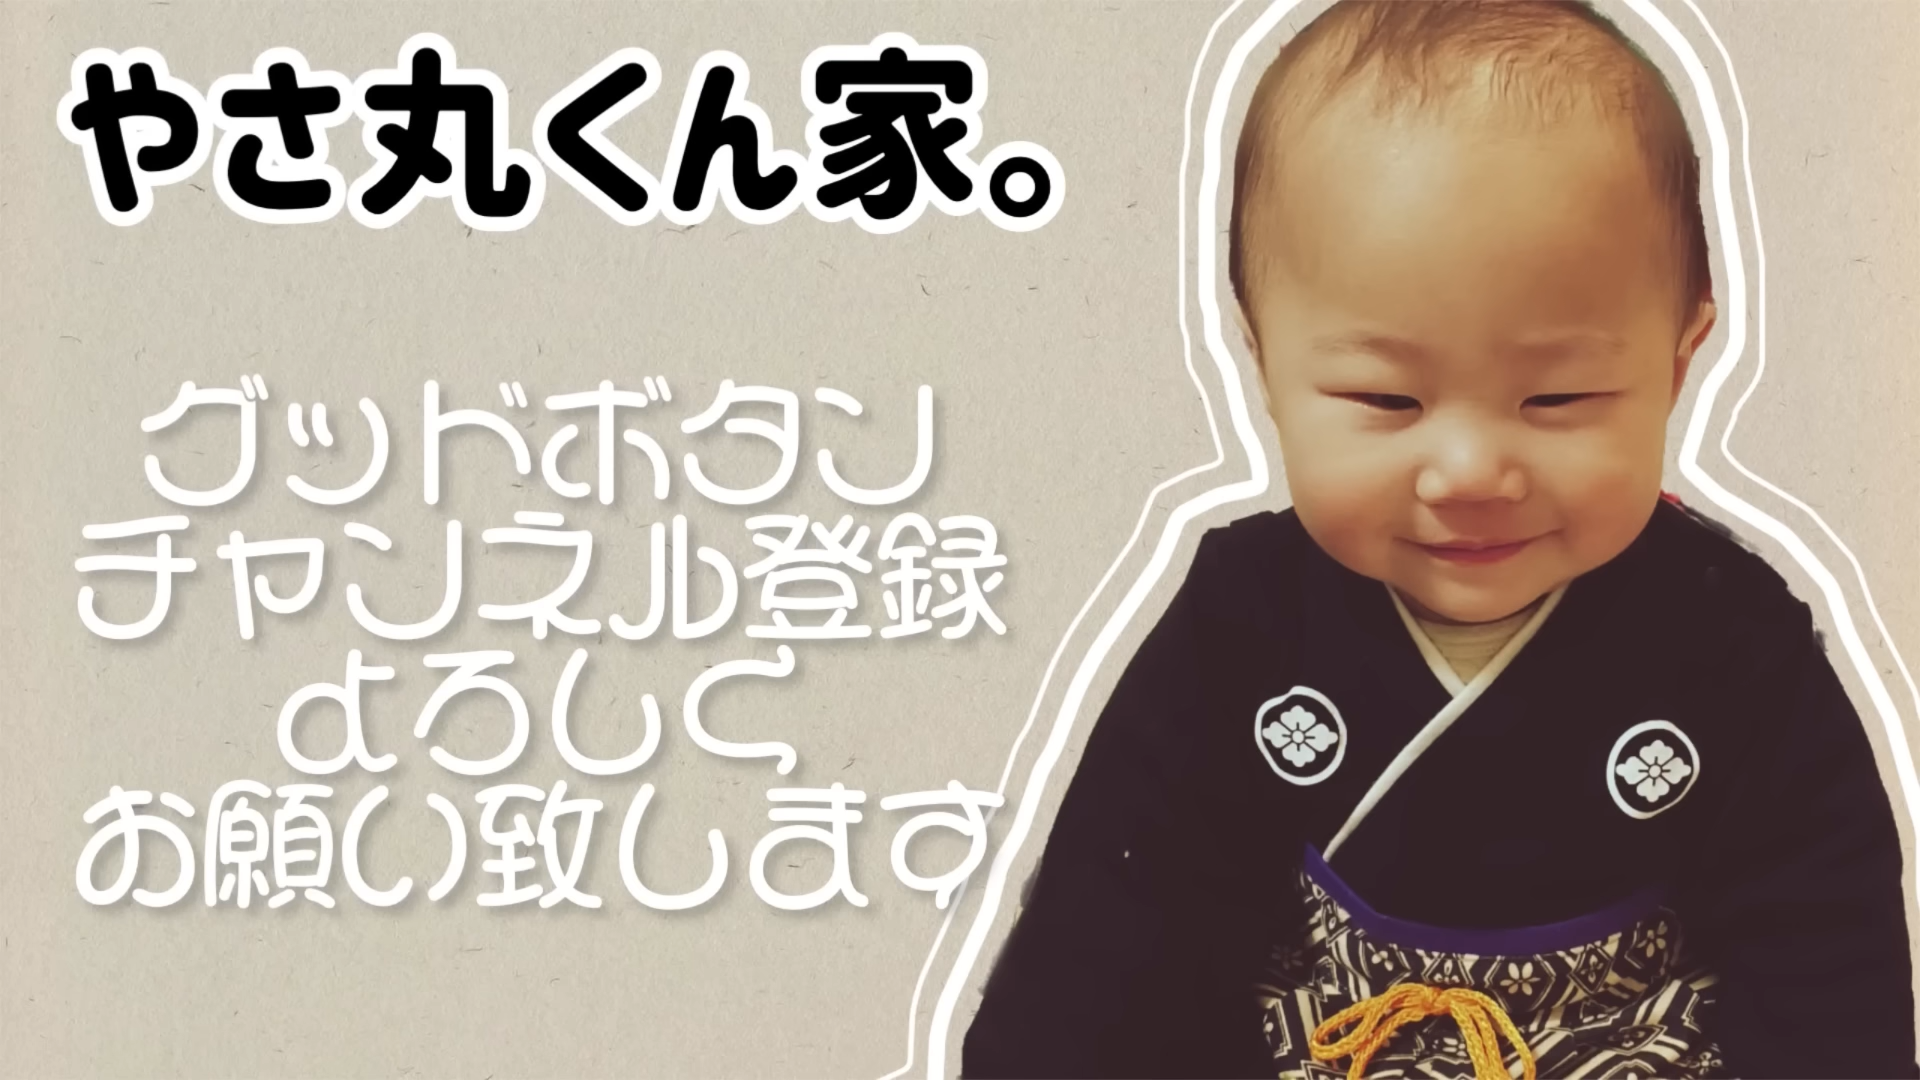 やさ丸くん家。
グッドボタン
チャンネル登録
よろしく
お願い致します